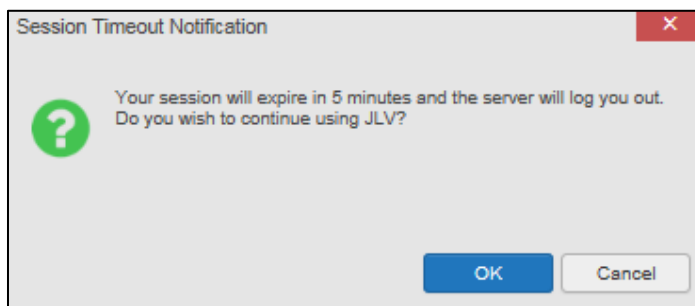 Session Timeout Notification
Your session will expire in 5 minutes and the server will log you out.
Do you wish to continue using JLV?
OK
Cancel